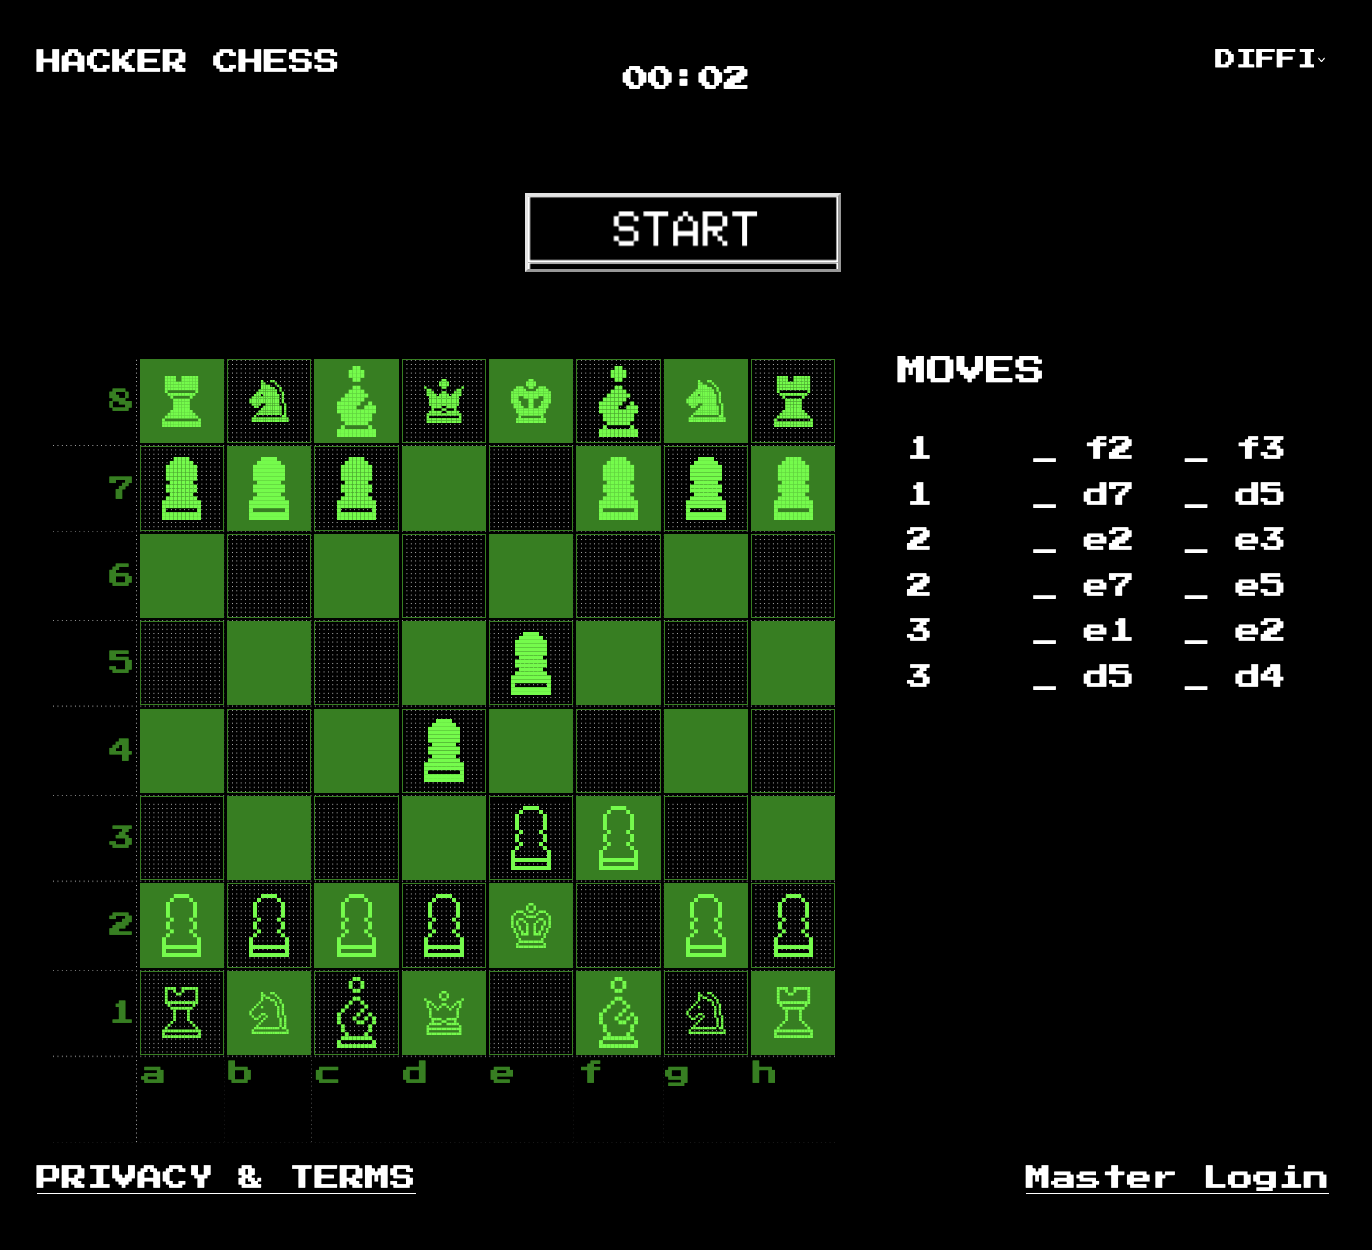 HACKER CHESS
00:02
DIFFI
START
MOVES
1 _ f2 _ f3
1 _ d7 _ d5
2 _ e2 _ e3
2 _ e7 _ e5
3 _ e1 _ e2
3 _ d5 _ d4
8
7
6
5
4
3
2
1
a b c d e f g h
PRIVACY & TERMS
Master Login